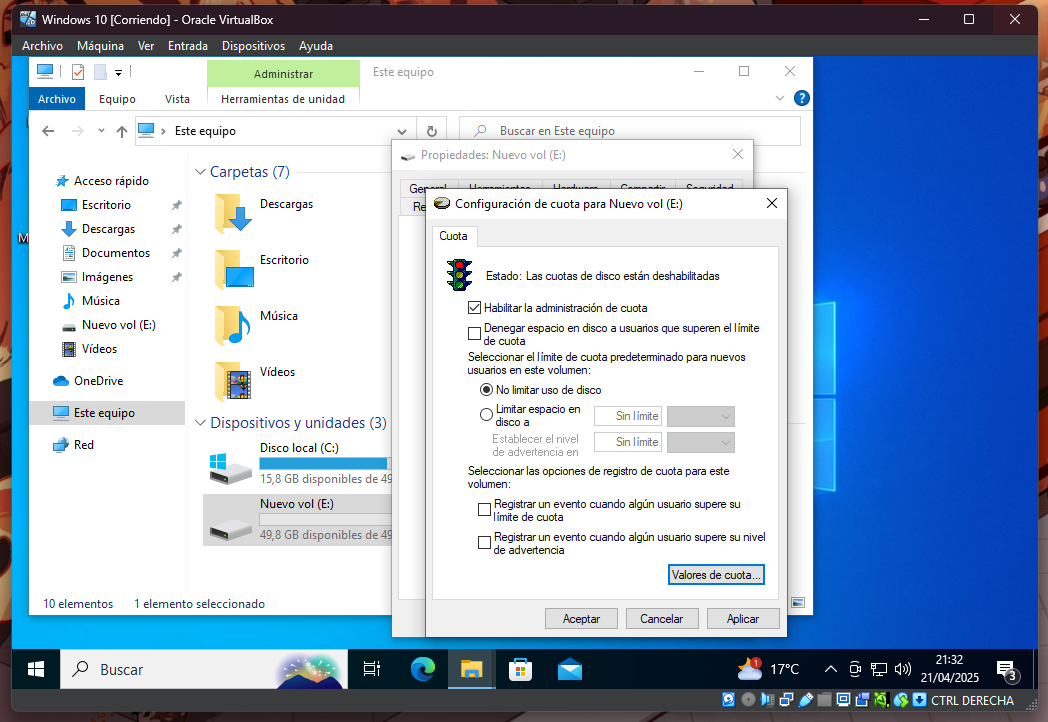 Windows 10 [Corriendo] - Oracle VirtualBox
Archivo Máquina Ver Entrada Dispositivos Ayuda
Administrar
Este equipo
Archivo Equipo Vista Herramientas de unidad
?
Este equipo
Buscar en Este equipo
Acceso rápido
Escritorio
Descargas
Documentos
Imágenes
Música
Nuevo vol (E:)
Vídeos
OneDrive
Este equipo
Red
Carpetas (7)
Descargas
Escritorio
Música
Vídeos
Dispositivos y unidades (3)
Disco local (C:)
15,8 GB disponibles de 49
Nuevo vol (E:)
49,8 GB disponibles de 49
10 elementos 1 elemento seleccionado
M
Propiedades: Nuevo vol (E:)
General Herramientas Hardware Compartir Seguridad
Re
Configuración de cuota para Nuevo vol (E:)
Cuota
Estado: Las cuotas de disco están deshabilitadas
Habilitar la administración de cuota
Denegar espacio en disco a usuarios que superen el límite
de cuota
Seleccionar el límite de cuota predeterminado para nuevos
usuarios en este volumen:
No limitar uso de disco
Limitar espacio en
disco a
Sin límite
Establecer el nivel
de advertencia en
Sin límite
Seleccionar las opciones de registro de cuota para este
volumen:
Registrar un evento cuando algún usuario supere su
límite de cuota
Registrar un evento cuando algún usuario supere su nivel
de advertencia
Valores de cuota...
Aceptar Cancelar Aplicar
Buscar
1
17°C
21:32
21/04/2025
3
CTRL DERECHA